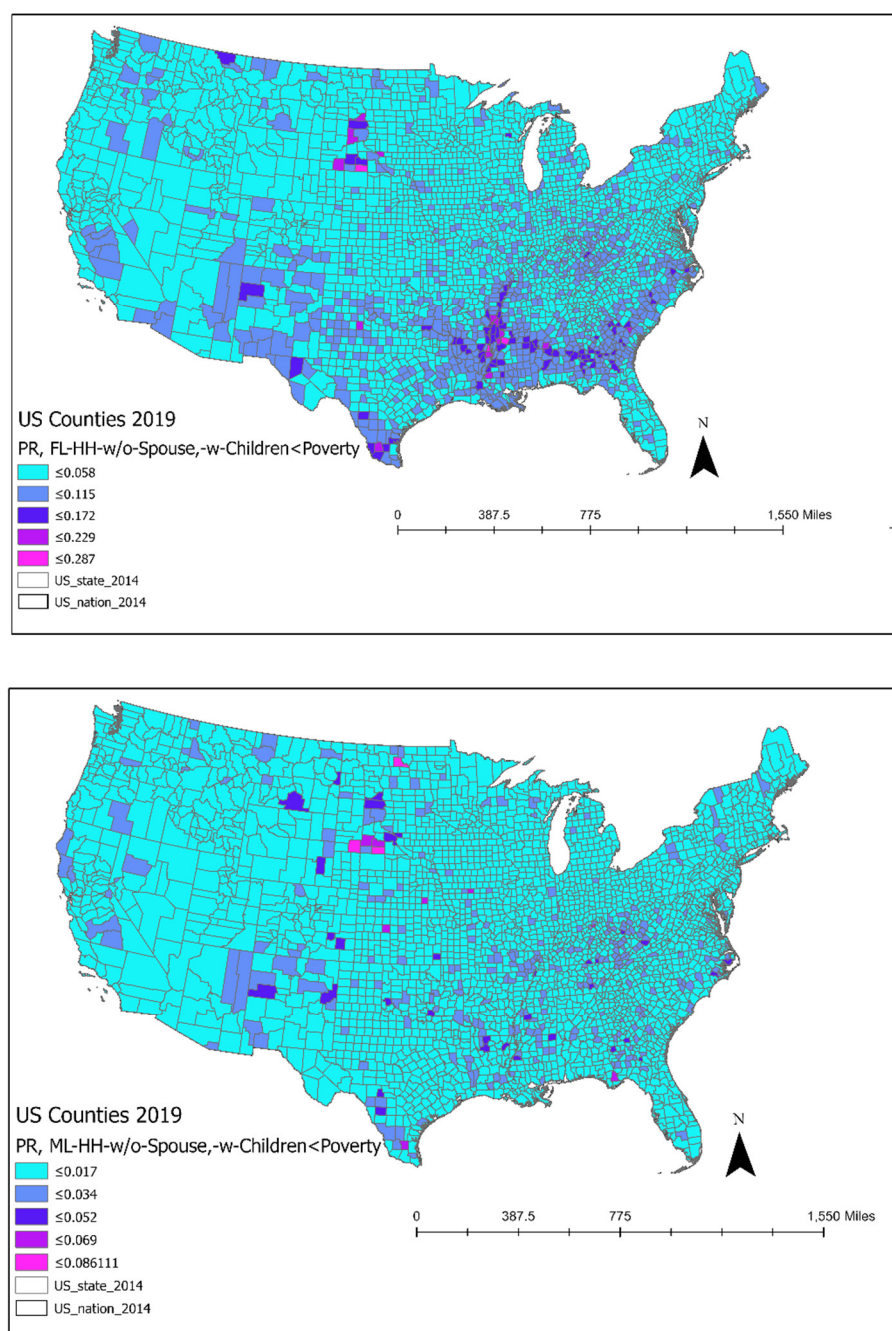 N
US Counties 2019
PR, FL-HH-w/o-Spouse,-w-Children<Poverty
≤0.058
≤0.115
≤0.172
≤0.229
≤0.287
US_state_2014
US_nation_2014
0 387.5 775 1,550 Miles
N
US Counties 2019
PR, ML-HH-w/o-Spouse,-w-Children<Poverty
≤0.017
≤0.034
≤0.052
≤0.069
≤0.086111
US_state_2014
US_nation_2014
0 387.5 775 1,550 Miles